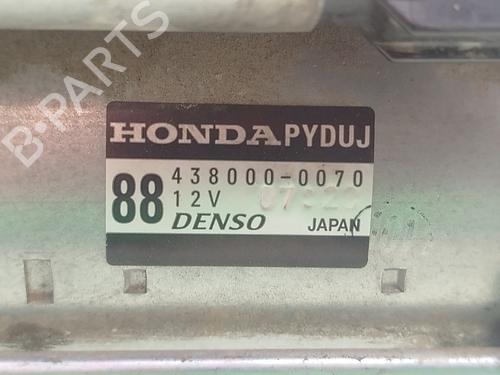 B-PARTS
HONDA PYDUJ
88 438000-0070
12V
DENSO JAPAN